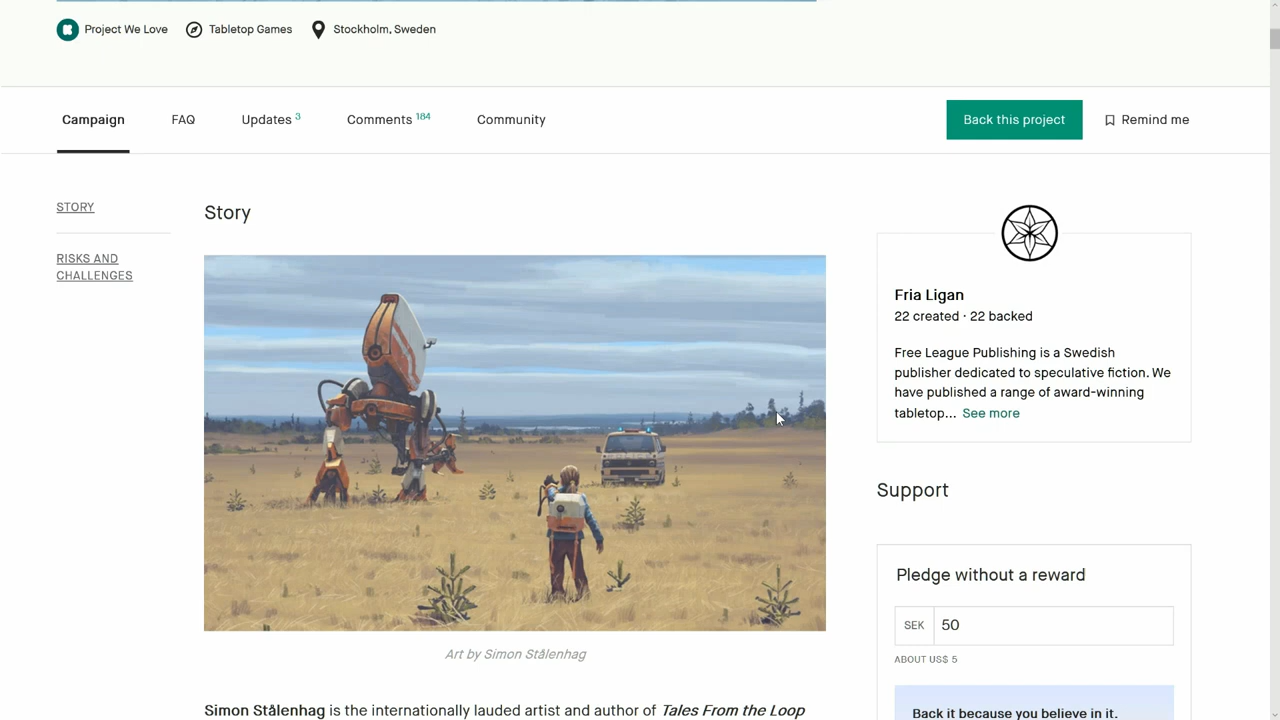 Project We Love
Tabletop Games
Stockholm, Sweden
Campaign
FAQ
Updates 3
Comments 184
Community
Back this project
Remind me
STORY
RISKS AND
CHALLENGES
Story
Art by Simon Stålenhag
Simon Stålenhag is the internationally lauded artist and author of Tales From the Loop
Fria Ligan
22 created · 22 backed
Free League Publishing is a Swedish
publisher dedicated to speculative fiction. We
have published a range of award-winning
tabletop... See more
Support
Pledge without a reward
SEK 50
ABOUT US$ 5
Back it because you believe in it.